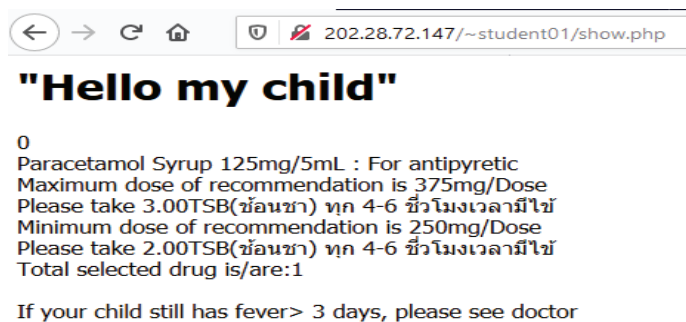 202.28.72.147/~student01/show.php
"Hello my child"
0
Paracetamol Syrup 125mg/5mL : For antipyretic
Maximum dose of recommendation is 375mg/Dose
Please take 3.00TSB(ช้อนชา) ทุก 4-6 ชั่วโมงเวลามีไข้
Minimum dose of recommendation is 250mg/Dose
Please take 2.00TSB(ช้อนชา) ทุก 4-6 ชั่วโมงเวลามีไข้
Total selected drug is/are:1
If your child still has fever> 3 days, please see doctor